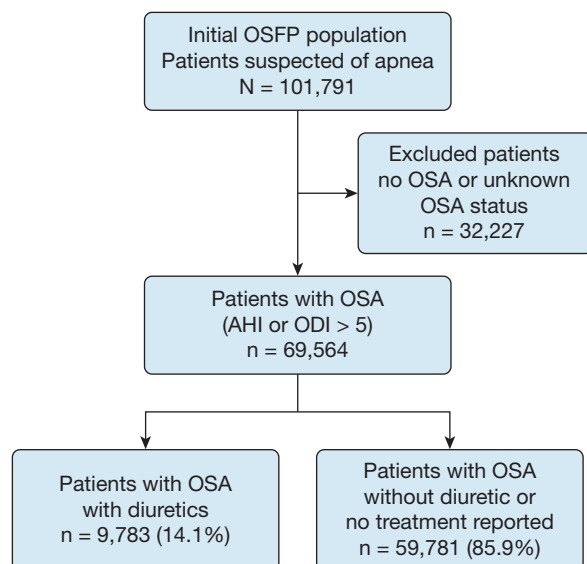 Initial OSFP population
Patients suspected of apnea
N = 101,791
Excluded patients
no OSA or unknown
OSA status
n = 32,227
Patients with OSA
(AHI or ODI > 5)
n = 69,564
Patients with OSA
with diuretics
n = 9,783 (14.1%)
Patients with OSA
without diuretic or
no treatment reported
n = 59,781 (85.9%)